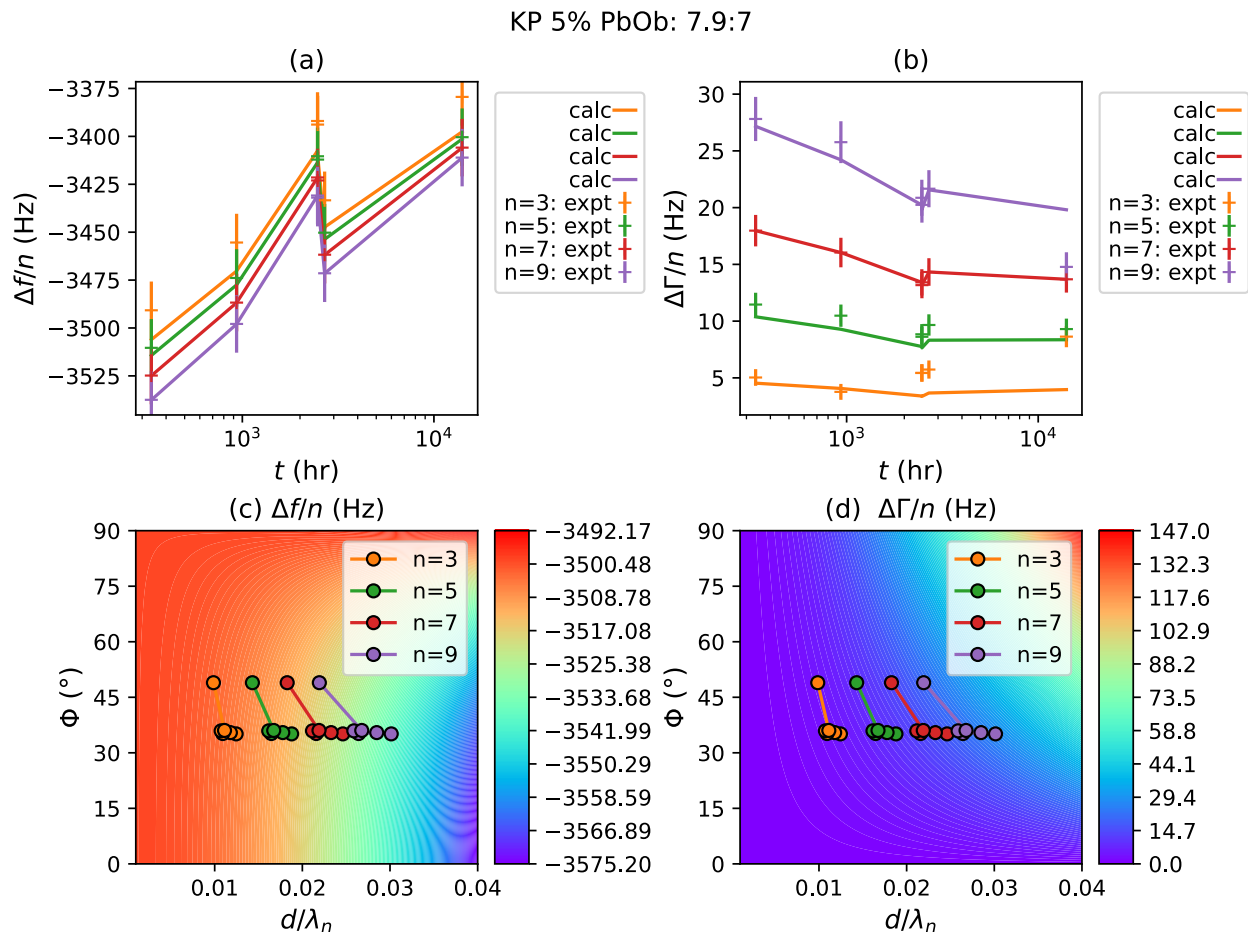 KP 5% PbOb: 7.9:7
(a)
−3375
−3400
−3425
−3450
−3475
−3500
−3525
Δf/n (Hz)
10³
10⁴
t (hr)
calc
calc
calc
calc
n=3: expt
n=5: expt
n=7: expt
n=9: expt
(b)
30
25
20
15
10
5
ΔΓ/n (Hz)
10³
10⁴
t (hr)
calc
calc
calc
calc
n=3: expt
n=5: expt
n=7: expt
n=9: expt
(c) Δf/n (Hz)
90
75
60
45
30
15
0
Φ (°)
0.01
0.02
0.03
0.04
d/λₙ
n=3
n=5
n=7
n=9
−3492.17
−3500.48
−3508.78
−3517.08
−3525.38
−3533.68
−3541.99
−3550.29
−3558.59
−3566.89
−3575.20
(d) ΔΓ/n (Hz)
90
75
60
45
30
15
0
Φ (°)
0.01
0.02
0.03
0.04
d/λₙ
n=3
n=5
n=7
n=9
147.0
132.3
117.6
102.9
88.2
73.5
58.8
44.1
29.4
14.7
0.0